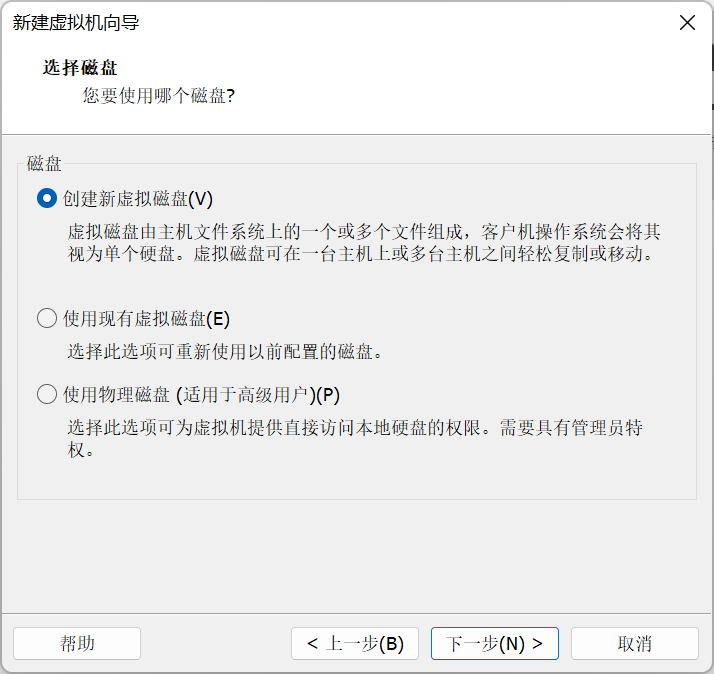 新建虚拟机向导
选择磁盘
您要使用哪个磁盘?
磁盘
创建新虚拟磁盘(V)
虚拟磁盘由主机文件系统上的一个或多个文件组成，客户机操作系统会将其
视为单个硬盘。虚拟磁盘可在一台主机上或多台主机之间轻松复制或移动。
使用现有虚拟磁盘(E)
选择此选项可重新使用以前配置的磁盘。
使用物理磁盘 (适用于高级用户)(P)
选择此选项可为虚拟机提供直接访问本地硬盘的权限。需要具有管理员特
权。
帮助
< 上一步(B)
下一步(N) >
取消